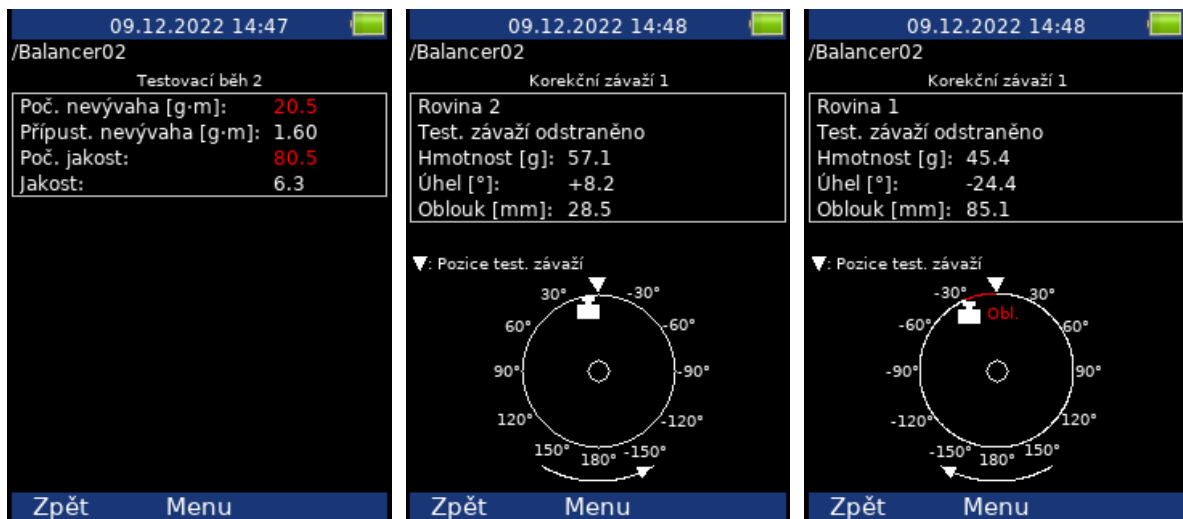 09.12.2022 14:47
/Balancer02
Testovací běh 2
Poč. nevývaha [g·m]: 20.5
Přípust. nevývaha [g·m]: 1.60
Poč. jakost: 80.5
Jakost: 6.3
Zpět Menu
09.12.2022 14:48
/Balancer02
Korekční závaží 1
Rovina 2
Test. závaží odstraněno
Hmotnost [g]: 57.1
Úhel [°]: +8.2
Oblouk [mm]: 28.5
▼: Pozice test. závaží
30° -30°
60° -60°
90° -90°
120° -120°
150° 180° -150°
Zpět Menu
09.12.2022 14:48
/Balancer02
Korekční závaží 1
Rovina 1
Test. závaží odstraněno
Hmotnost [g]: 45.4
Úhel [°]: -24.4
Oblouk [mm]: 85.1
▼: Pozice test. závaží
-30° 30°
Obl.
-60° 60°
-90° 90°
-120° 120°
-150° 180° 150°
Zpět Menu